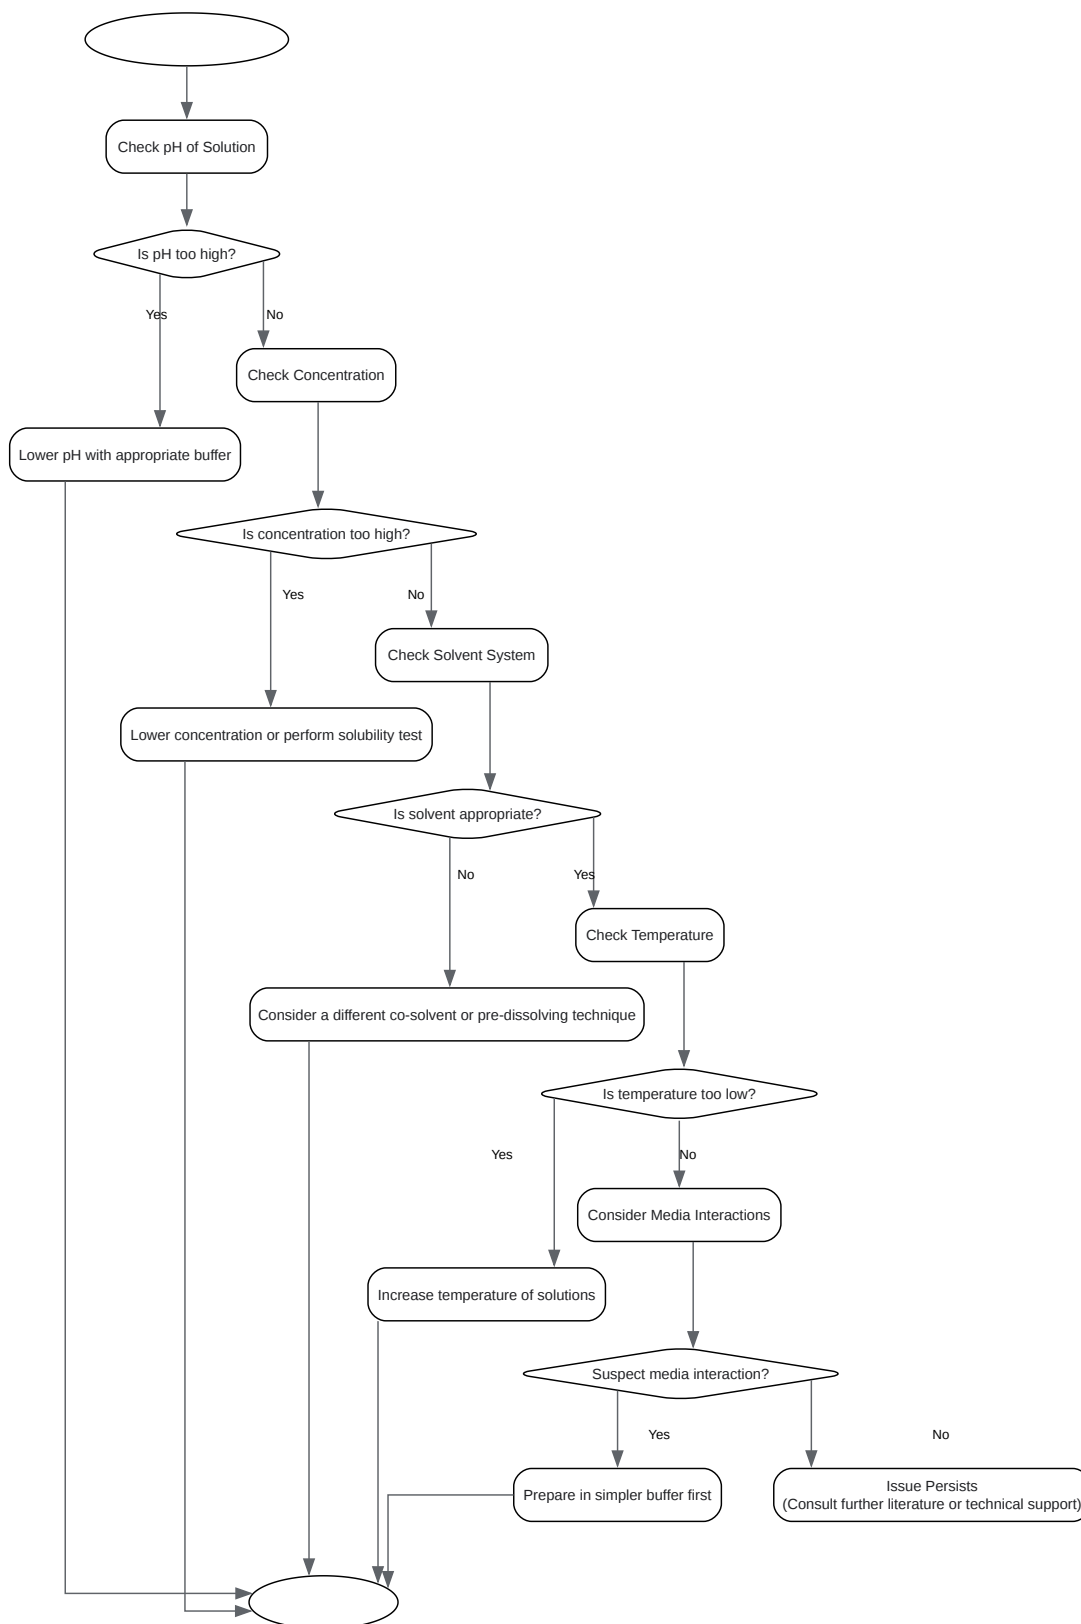 Check pH of Solution
Is pH too high?
Yes
No
Check Concentration
Lower pH with appropriate buffer
Is concentration too high?
Yes
No
Check Solvent System
Lower concentration or perform solubility test
Is solvent appropriate?
No
Yes
Check Temperature
Consider a different co-solvent or pre-dissolving technique
Is temperature too low?
Yes
No
Consider Media Interactions
Increase temperature of solutions
Suspect media interaction?
Yes
No
Prepare in simpler buffer first
Issue Persists
(Consult further literature or technical support)